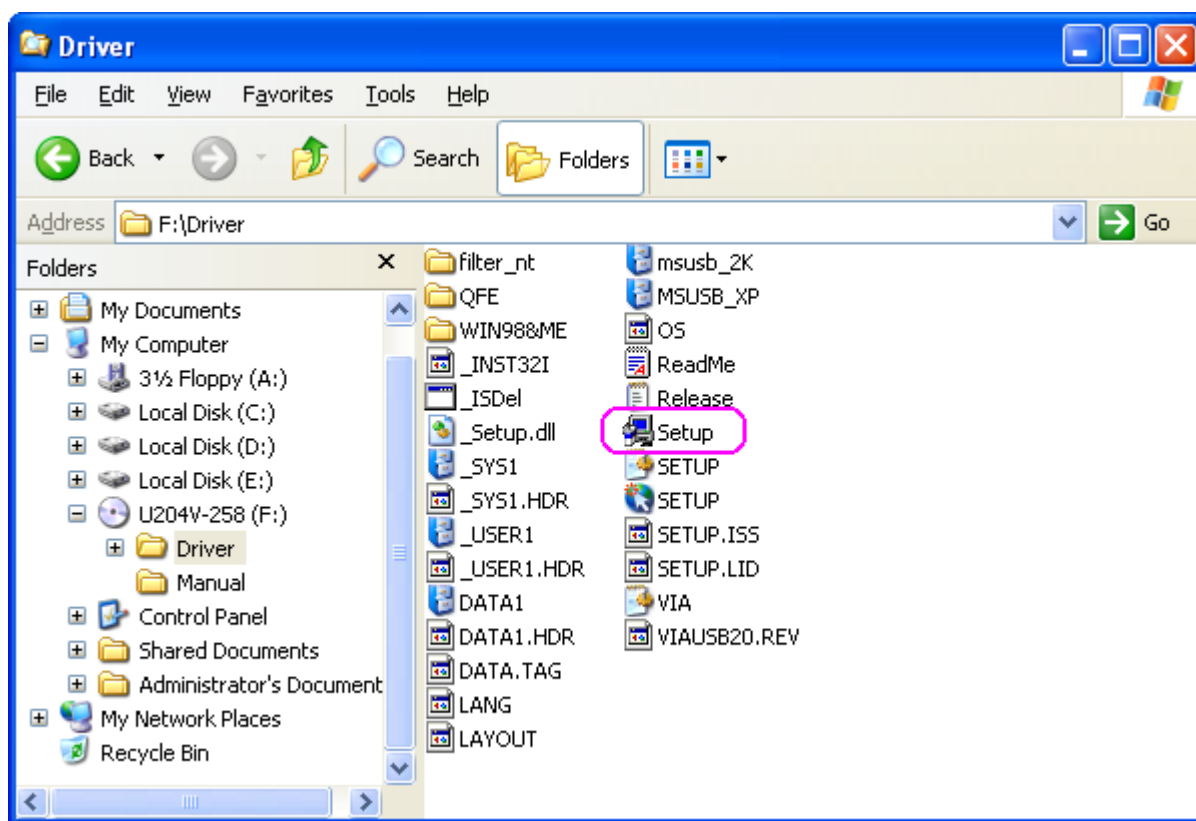 Driver
File Edit View Favorites Tools Help
Back Search Folders
Address F:\Driver Go
Folders
My Documents
My Computer
3½ Floppy (A:)
Local Disk (C:)
Local Disk (D:)
Local Disk (E:)
U204V-258 (F:)
Driver
Manual
Control Panel
Shared Documents
Administrator's Document
My Network Places
Recycle Bin
filter_nt
QFE
WIN98&ME
_INST32I
_ISDel
_Setup.dll
_SYS1
_SYS1.HDR
_USER1
_USER1.HDR
DATA1
DATA1.HDR
DATA.TAG
LANG
LAYOUT
msusb_2K
MSUSB_XP
OS
ReadMe
Release
Setup
SETUP
SETUP
SETUP.ISS
SETUP.LID
VIA
VIAUSB20.REV